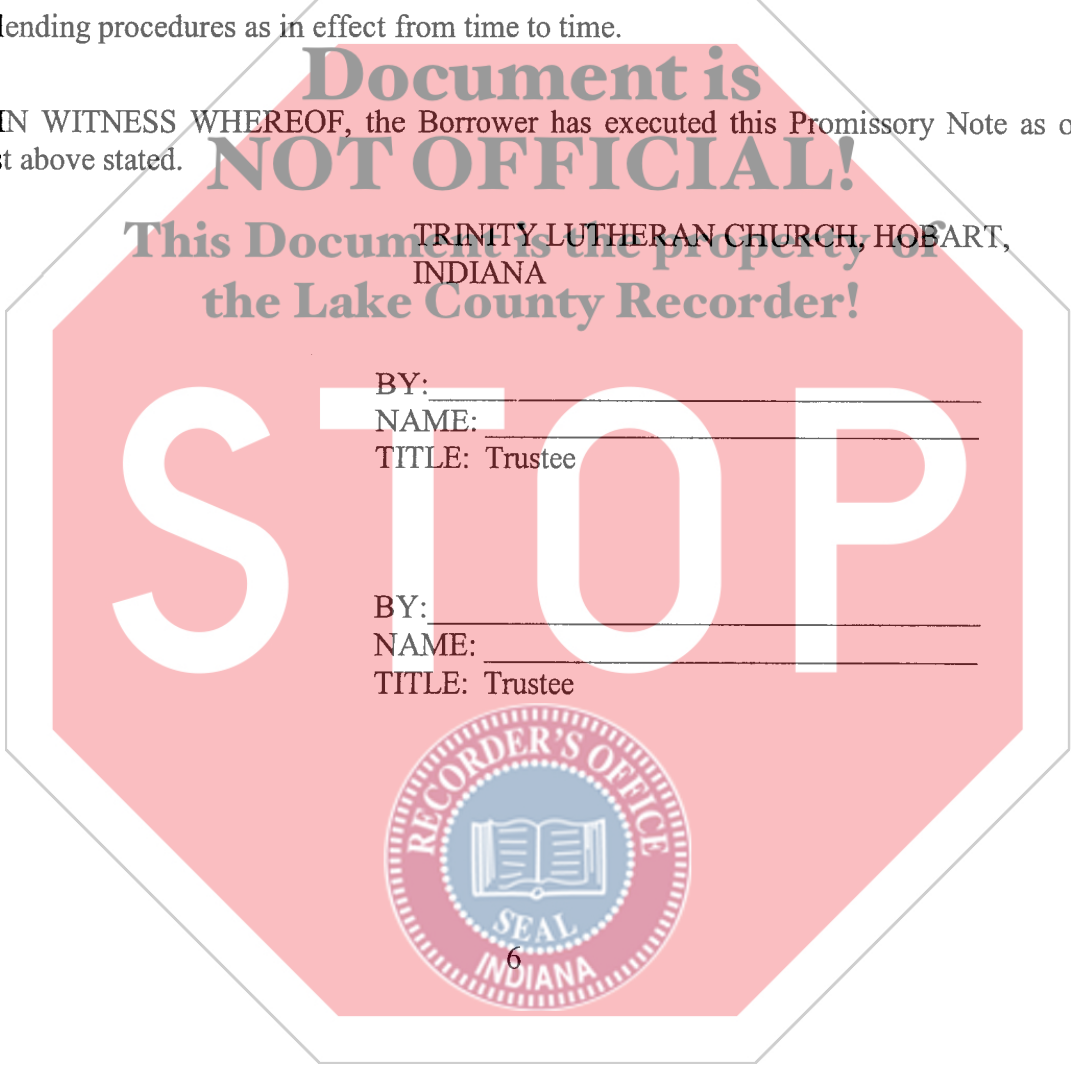 lending procedures as in effect from time to time.
Document is
IN WITNESS WHEREOF, the Borrower has executed this Promissory Note as
above stated.
NOT OFFICIAL!
This Document is the property of
TRINITY LUTHERAN CHURCH, HOBART,
INDIANA
the Lake County Recorder!
BY:
NAME:
TITLE: Trustee
STOP
BY:
NAME:
TITLE: Trustee
RECORDER'S OFFICE
SEAL
INDIANA
6